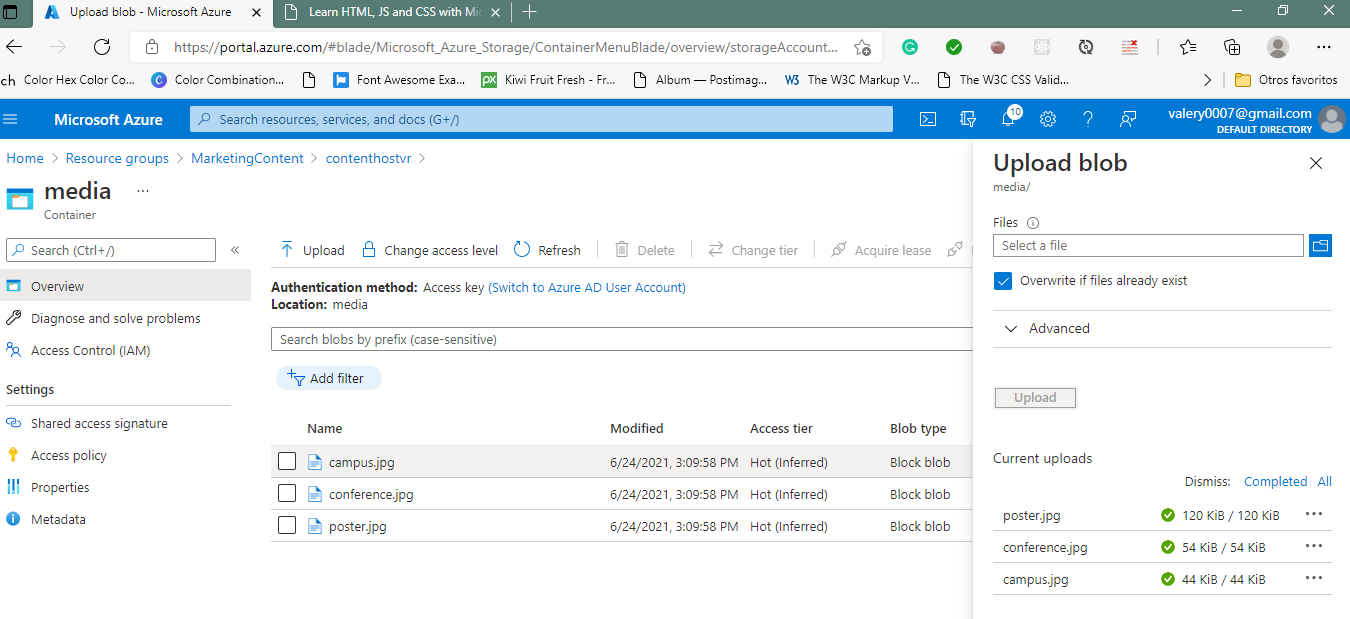 Upload blob - Microsoft Azure
Learn HTML, JS and CSS with Mi
https://portal.azure.com/#blade/Microsoft_Azure_Storage/ContainerMenuBlade/overview/storageAccount...
ch
Color Hex Color Co...
Color Combination...
Font Awesome Exa...
Kiwi Fruit Fresh - Fr...
Album — Postimag...
The W3C Markup V...
The W3C CSS Valid...
Otros favoritos
Microsoft Azure
Search resources, services, and docs (G+/)
10
valery0007@gmail.com
DEFAULT DIRECTORY
Home > Resource groups > MarketingContent > contenthostvr >
media ...
Container
Search (Ctrl+/)
«
Overview
Diagnose and solve problems
Access Control (IAM)
Settings
Shared access signature
Access policy
Properties
Metadata
Upload
Change access level
Refresh
Delete
Change tier
Acquire lease
Authentication method: Access key (Switch to Azure AD User Account)
Location: media
Search blobs by prefix (case-sensitive)
Add filter
Name Modified Access tier Blob type
campus.jpg 6/24/2021, 3:09:58 PM Hot (Inferred) Block blob
conference.jpg 6/24/2021, 3:09:58 PM Hot (Inferred) Block blob
poster.jpg 6/24/2021, 3:09:58 PM Hot (Inferred) Block blob
Upload blob
media/
Files
Select a file
Overwrite if files already exist
Advanced
Upload
Current uploads
Dismiss: Completed All
poster.jpg 120 KiB / 120 KiB ...
conference.jpg 54 KiB / 54 KiB ...
campus.jpg 44 KiB / 44 KiB ...